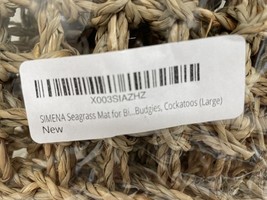 X003SIAZHZ
SIMENA Seagrass Mat for Bi...Budgies, Cockatoos (Large)
New